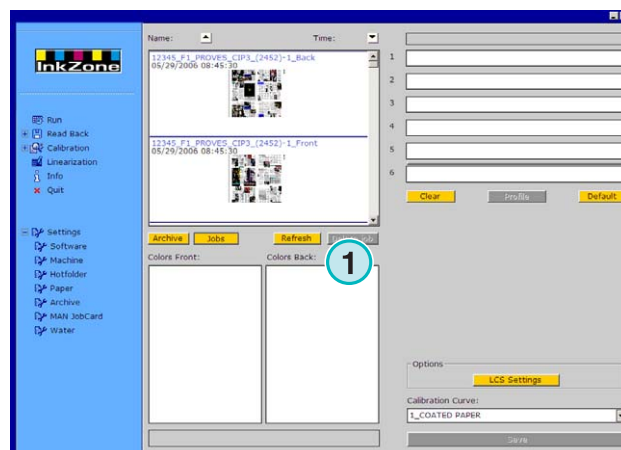 Name: Time:
InkZone
12345_F1_PROVES_CIP3_(2452)-1_Back
05/29/2006 08:45:30
12345_F1_PROVES_CIP3_(2452)-1_Front
05/29/2006 08:45:30
1
2
3
4
5
6
Clear Profile Default
Run
Read Back
Calibration
Linearization
Info
Quit
Settings
Software
Machine
Hotfolder
Paper
Archive
MAN JobCard
Water
Archive Jobs Refresh
1
Colors Front: Colors Back:
Options
LCS Settings
Calibration Curve:
1_COATED PAPER
Save